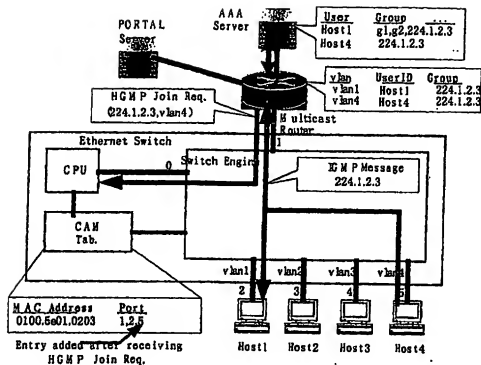 PORTAL
Server
AAA
Server
User Group ...
Host1 g1,g2,224.1.2.3
Host4 224.1.2.3
vlan UserID Group
vlan1 Host1 224.1.2.3
vlan4 Host4 224.1.2.3
HGMP Join Req.
(224.1.2.3,vlan4)
Multicast
Router
1
Ethernet Switch
CPU
0
Switch Engine
IGMP Message
224.1.2.3
CAM
Tab.
vlan1 vlan2 vlan3 vlan4
2 3 4 5
MAC Address Port
0100.5e01.0203 1,2,5
Entry added after receiving
HGMP Join Req.
Host1 Host2 Host3 Host4